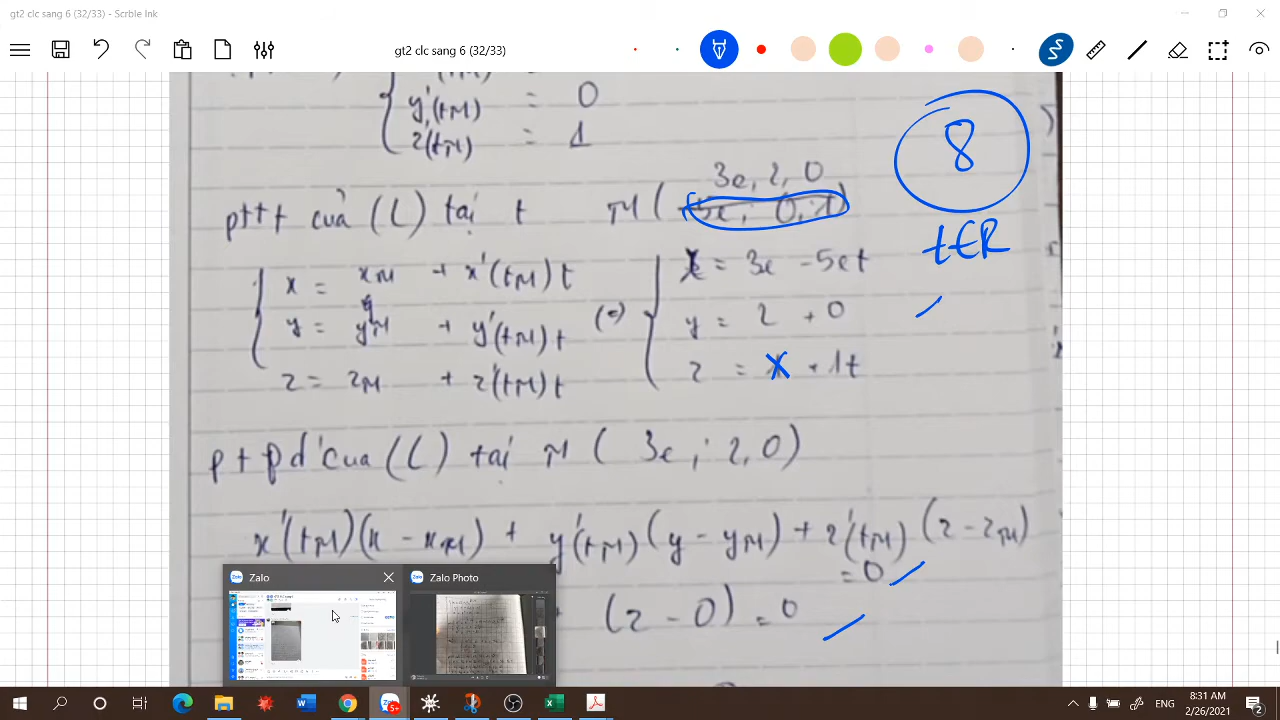 gt2 clc sang 6 (32/33) - Scrble Ink
gt2 clc sang 6 (32/33)
y'(tM) = 0
z'(tM) = 1
8
3e, 2, 0
pttt của (L) tại t M (
t∈R
x = xM + x'(tM)t (=) x = 3e - 5et
y = yM + y'(tM)t y = 2 + 0
z = zM + z'(tM)t z = + 1t
ptpd của (L) tại M ( 3e ; 2, 0)
x'(tM)(x - xM) + y'(tM)(y - yM) + z'(tM)(z - zM)
= 0
(z - 0) = 0
Zalo
Zalo Photo
5+
ENG
8:31 AM
2/26/2021